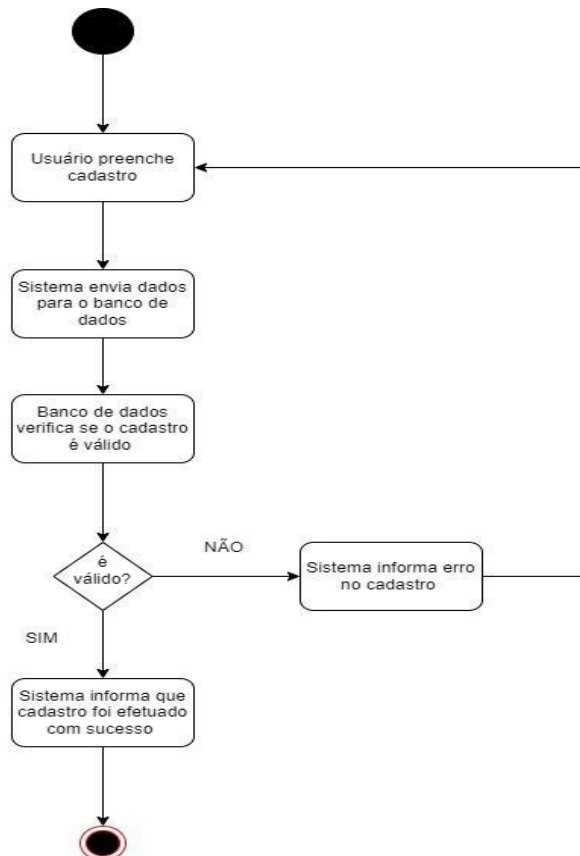 Usuário preenche
cadastro
Sistema envia dados
para o banco de
dados
Banco de dados
verifica se o cadastro
é válido
é
válido?
NÃO
Sistema informa erro
no cadastro
SIM
Sistema informa que
cadastro foi efetuado
com sucesso